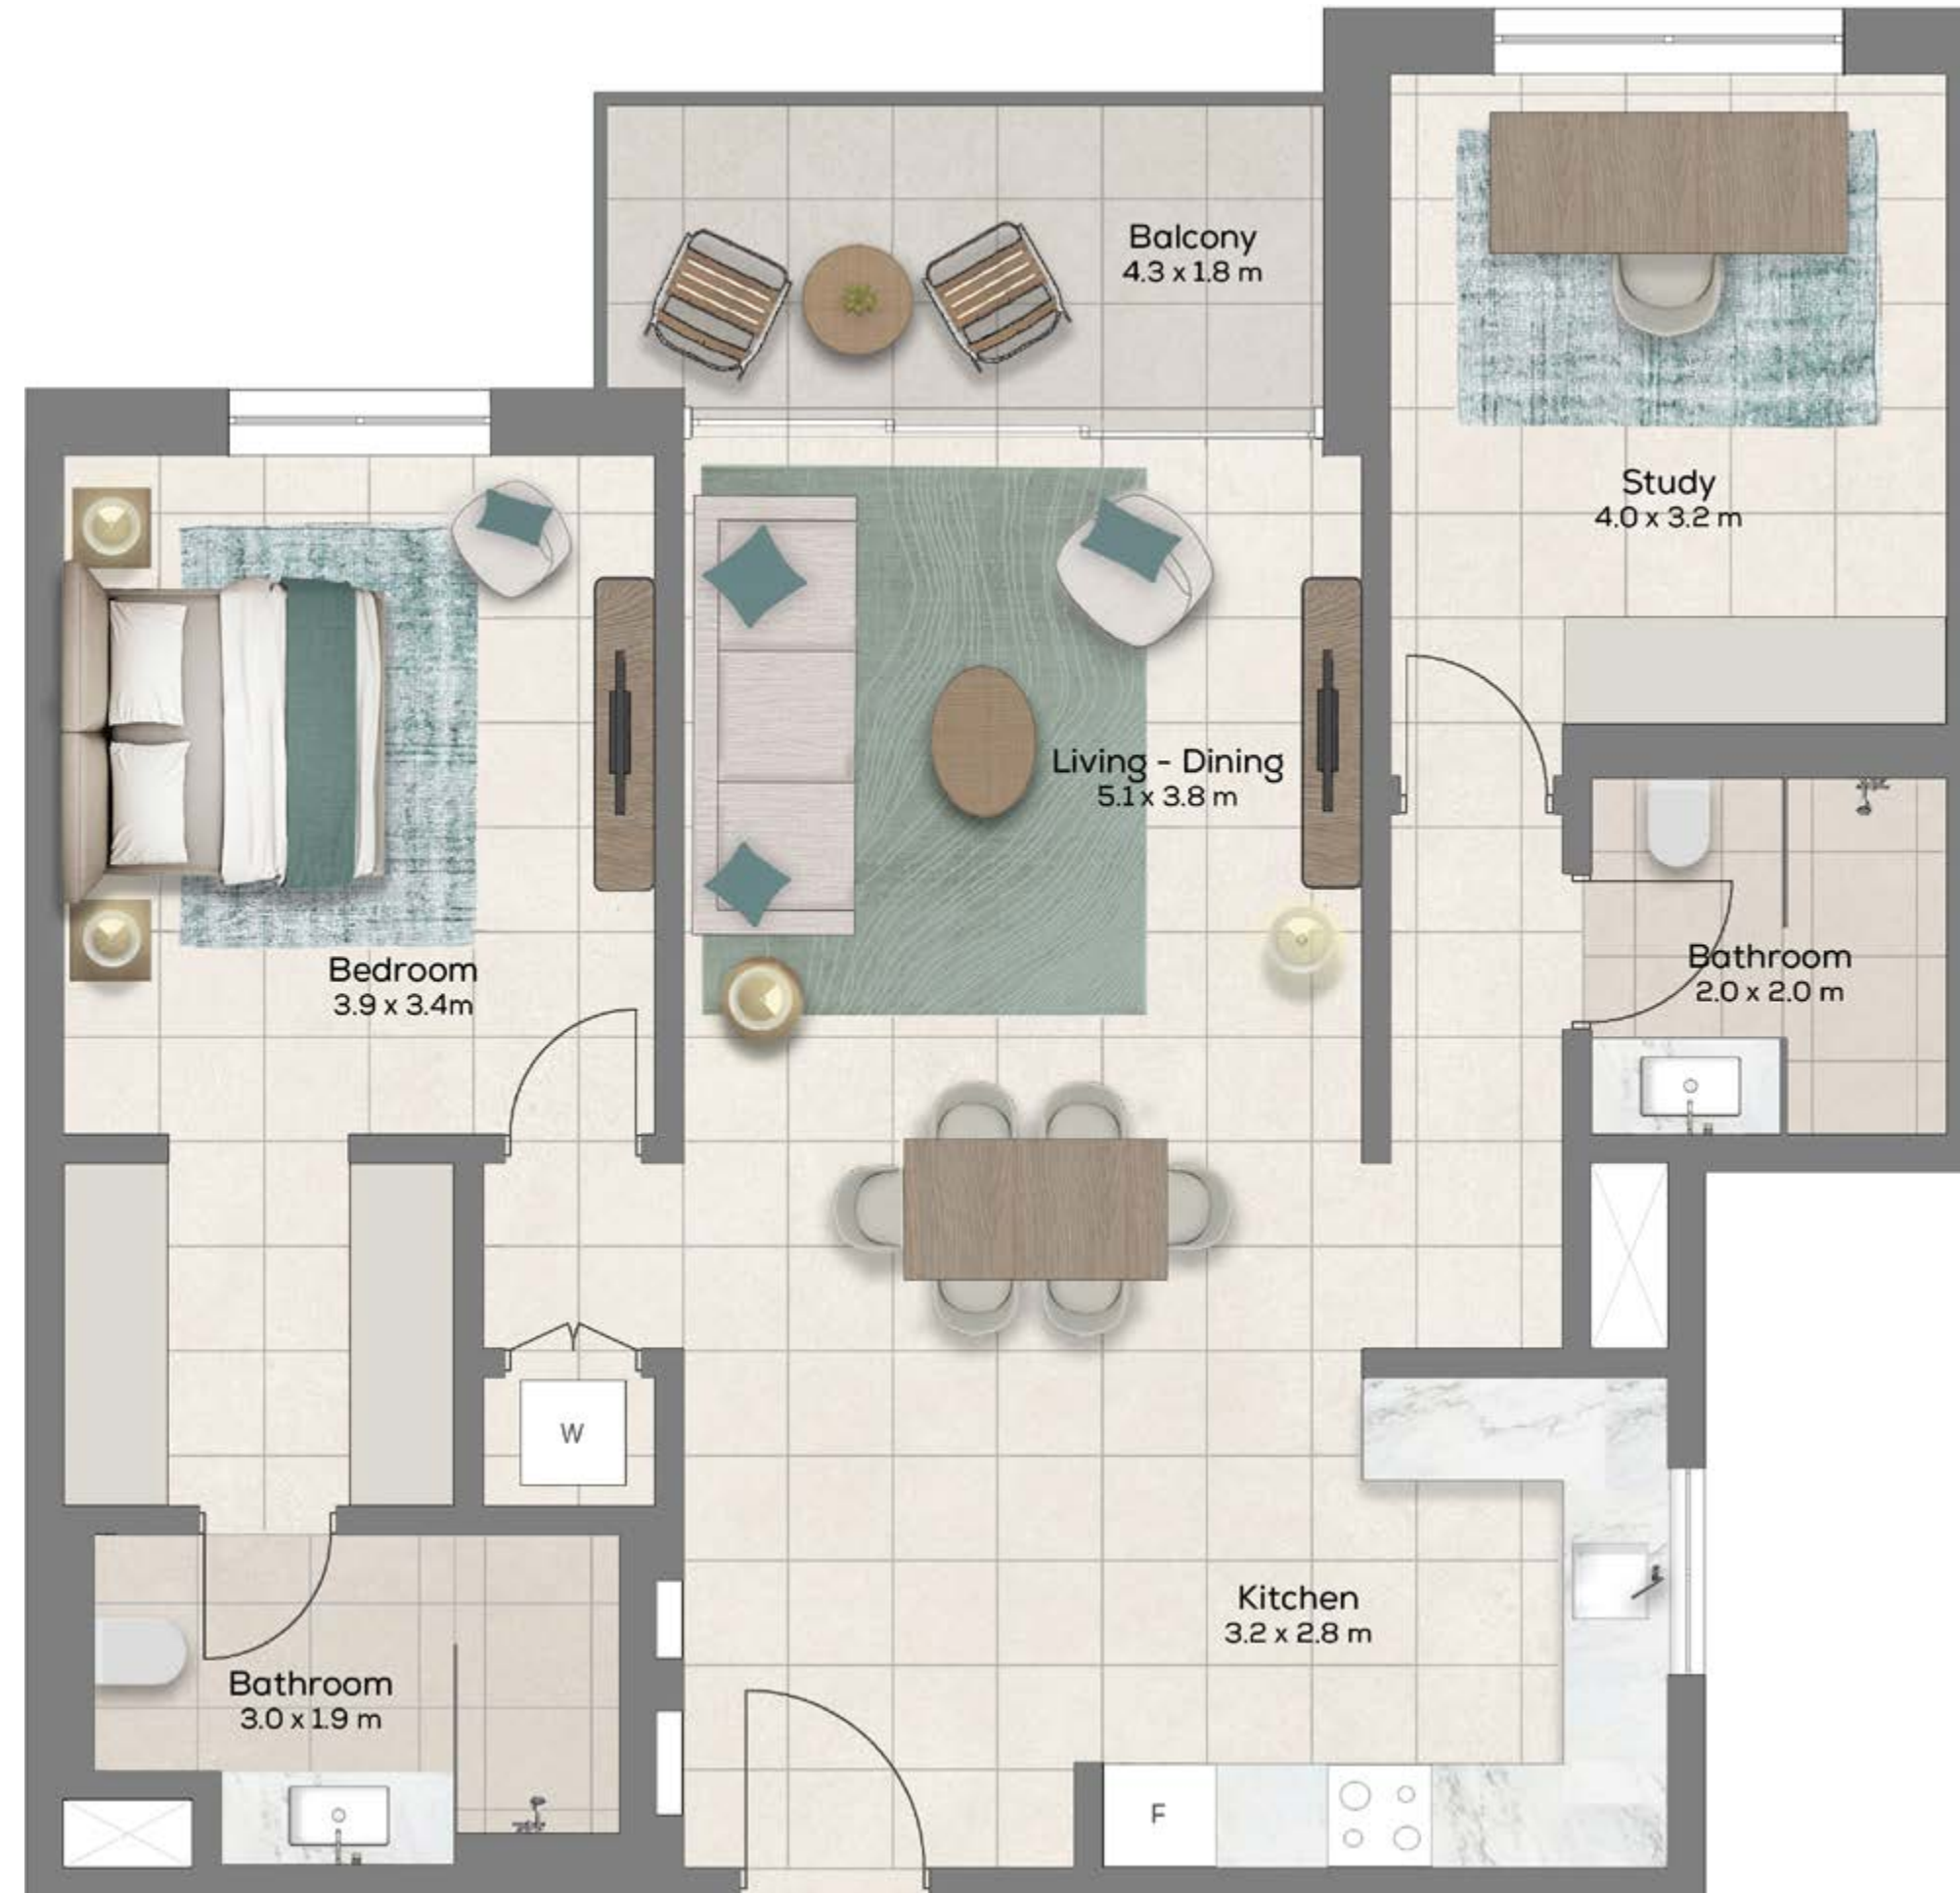 Balcony
4.3 x 1.8 m
Study
4.0 x 3.2 m
Living - Dining
5.1 x 3.8 m
Bathroom
2.0 x 2.0 m
Bedroom
3.9 x 3.4m
W
Kitchen
3.2 x 2.8 m
Bathroom
3.0 x 1.9 m
F